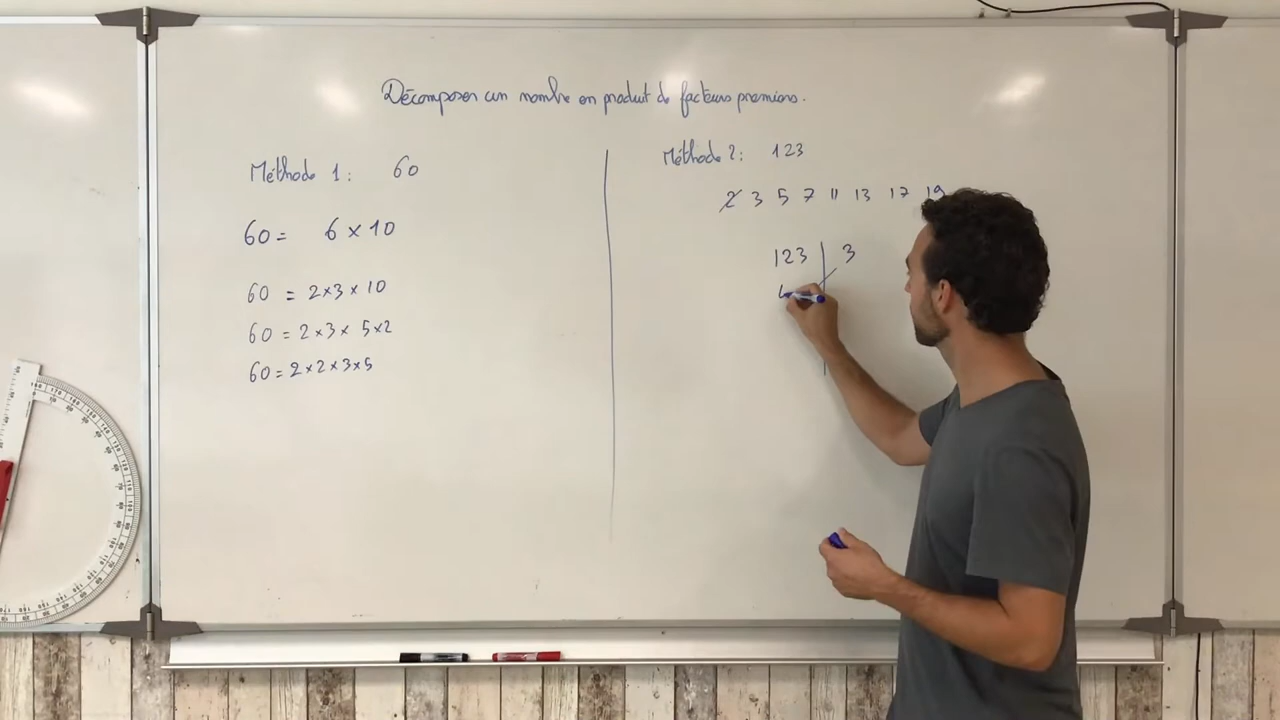 Décomposer un nombre en produit de facteurs premiers.
Méthode 1 : 60
60 = 6 × 10
60 = 2×3 × 10
60 = 2×3 × 5×2
60 = 2×2×3×5
Méthode 2 : 123
2 3 5 7 11 13 17 19
123 3
4